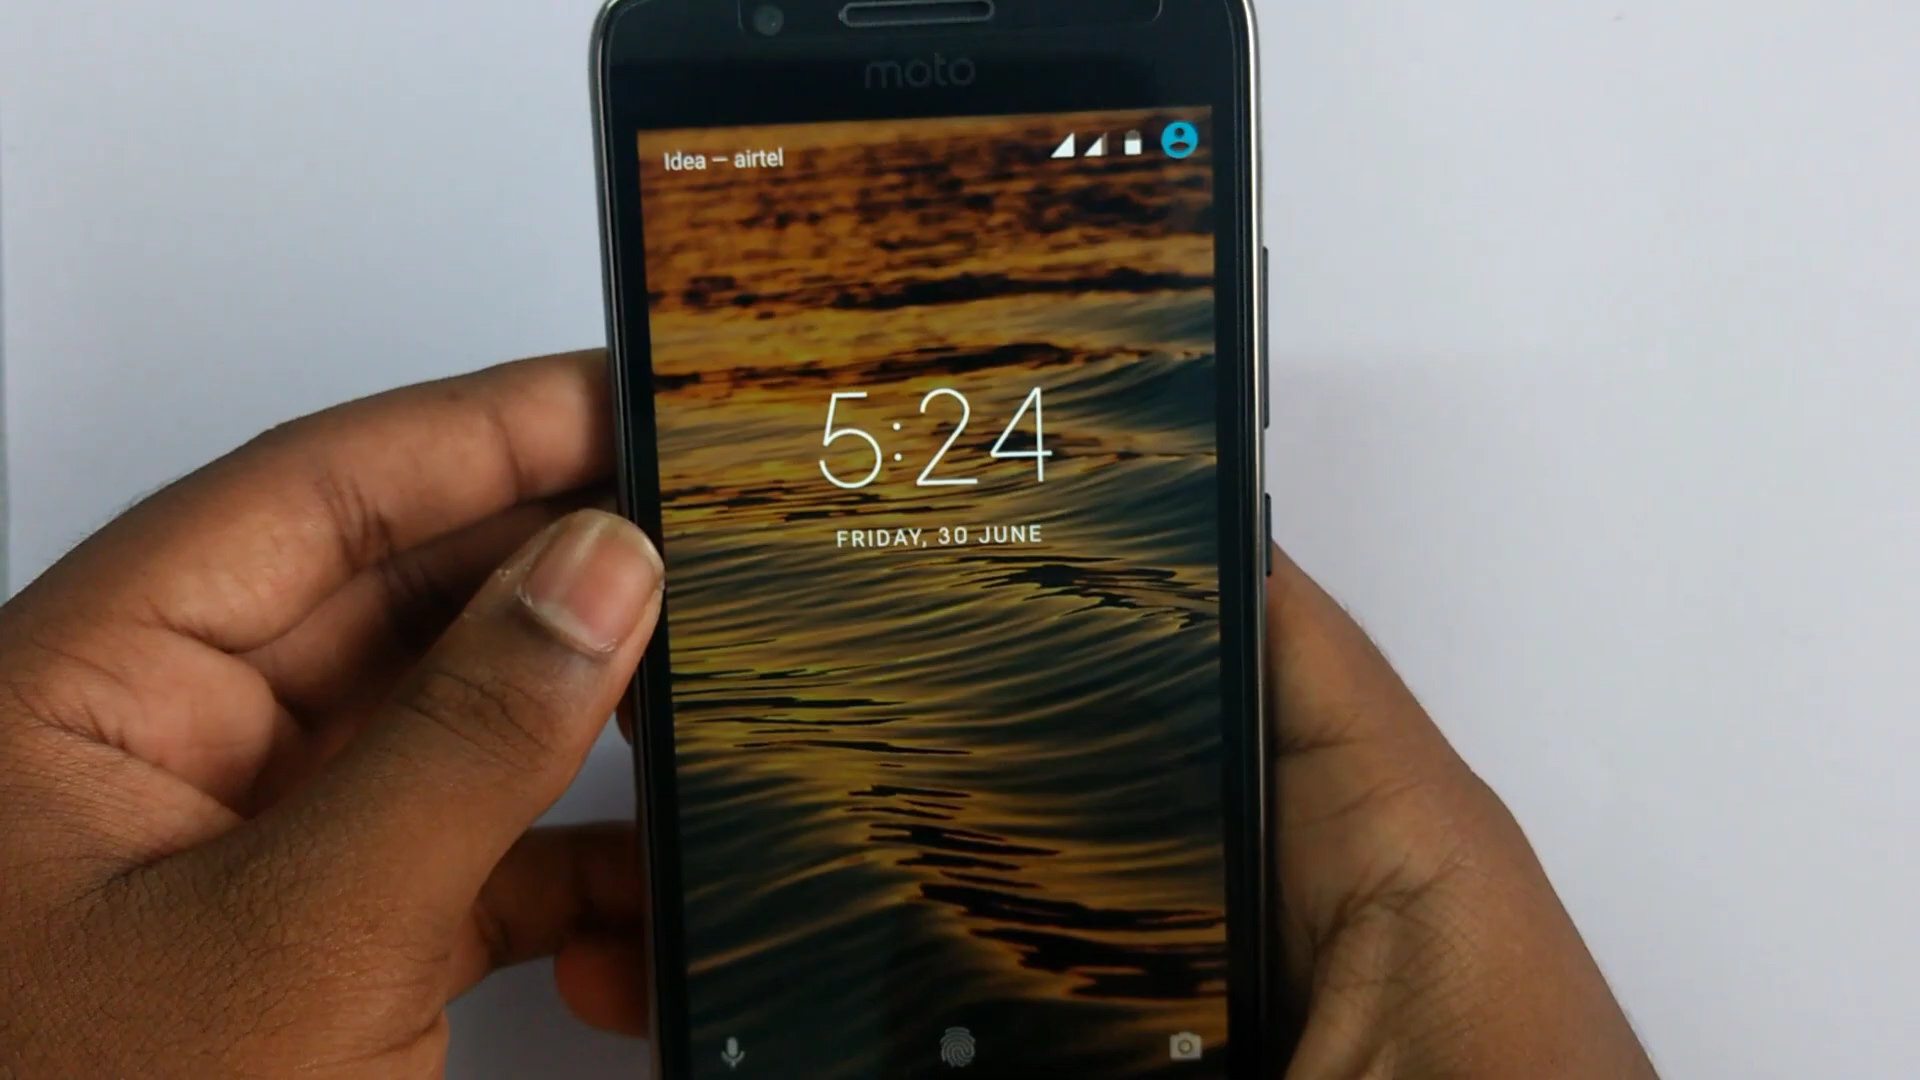 moto
Idea — airtel
5:24
FRIDAY, 30 JUNE